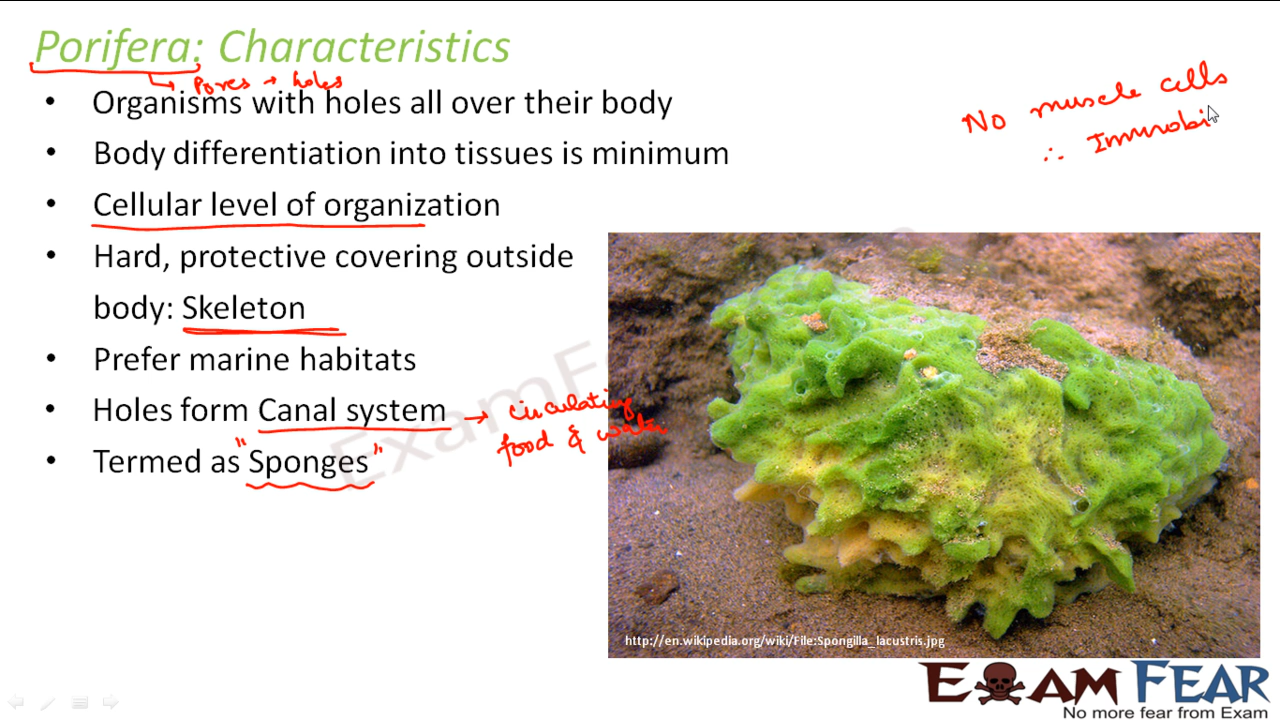 Porifera: Characteristics
Pores → holes
• Organisms with holes all over their body
• Body differentiation into tissues is minimum
• Cellular level of organization
• Hard, protective covering outside
body: Skeleton
• Prefer marine habitats
• Holes form Canal system → circulating
food & water
• Termed as "Sponges"
No muscle cells
∴ Immobi
ExamFe
http://en.wikipedia.org/wiki/File:Spongilla_lacustris.jpg
EXAM FEAR
No more fear from Exam